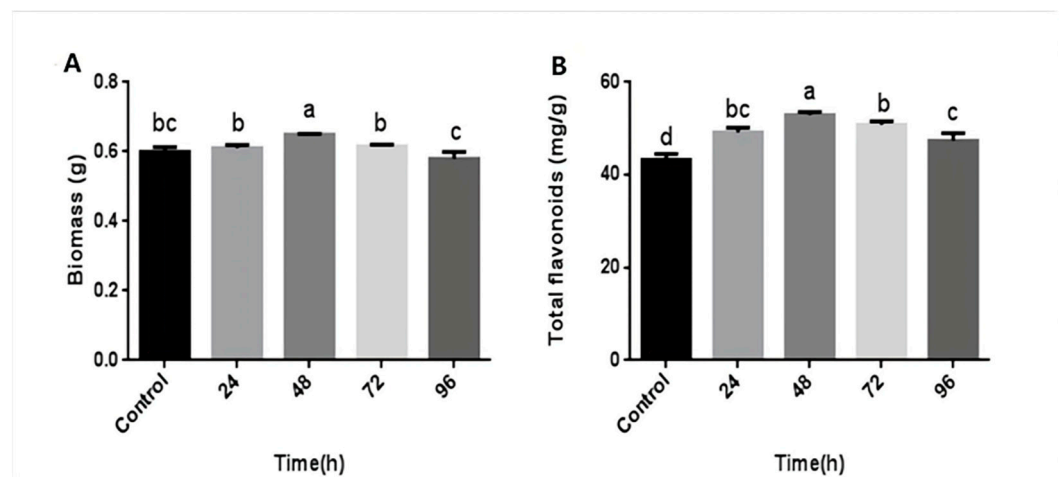 A
Biomass (g)
0.8
0.6
0.4
0.2
0.0
bc
b
a
b
c
Control
24
48
72
96
Time(h)
B
Total flavonoids (mg/g)
60
40
20
0
d
bc
a
b
c
Control
24
48
72
96
Time(h)